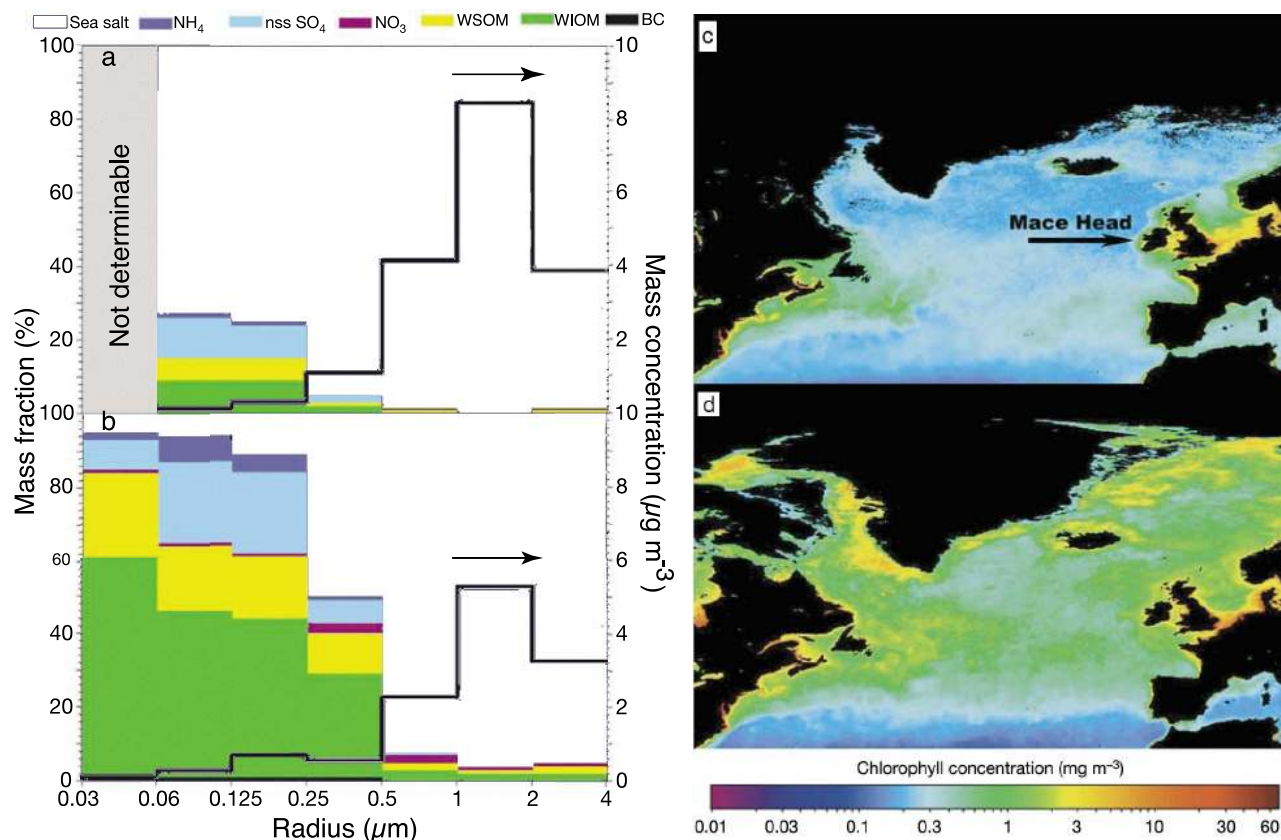 Sea salt NH₄ nss SO₄ NO₃ WSOM WIOM BC
a
100
80
60
40
20
Not determinable
10
8
6
4
2
b
100
80
60
40
20
0
10
8
6
4
2
0
Mass fraction (%)
Mass concentration (µg m⁻³)
0.03 0.06 0.125 0.25 0.5 1 2 4
Radius (µm)
c
Mace Head
d
Chlorophyll concentration (mg m⁻³)
0.01 0.03 0.1 0.3 1 3 10 30 60